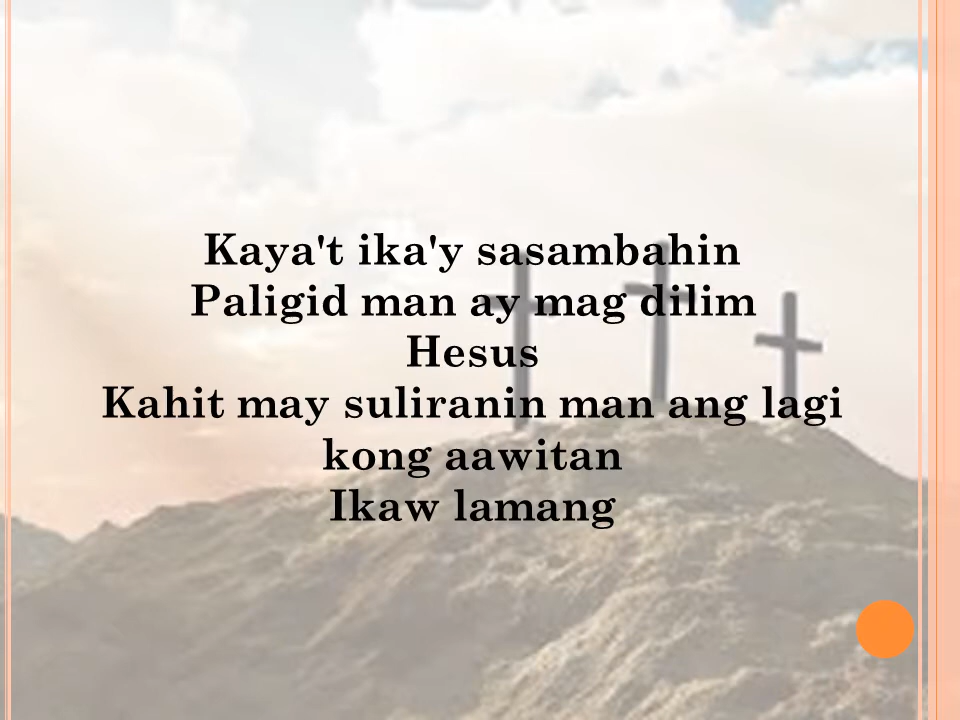 Kaya't ika'y sasambahin
Paligid man ay mag dilim
Hesus
Kahit may suliranin man ang lagi
kong aawitan
Ikaw lamang